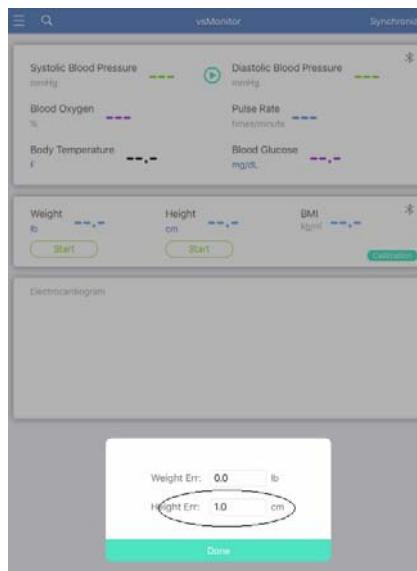 vsMonitor Synchroniz
Systolic Blood Pressure --- Diastolic Blood Pressure ---
mmHg mmHg
Blood Oxygen --- Pulse Rate ---
% times/minute
Body Temperature --.- Blood Glucose --.-
F mg/dL
Weight --.- Height --.- BMI --.-
lb cm
Start Start Calibration
Electrocardiogram
Weight Err: 0.0 lb
Height Err: 1.0 cm
Done